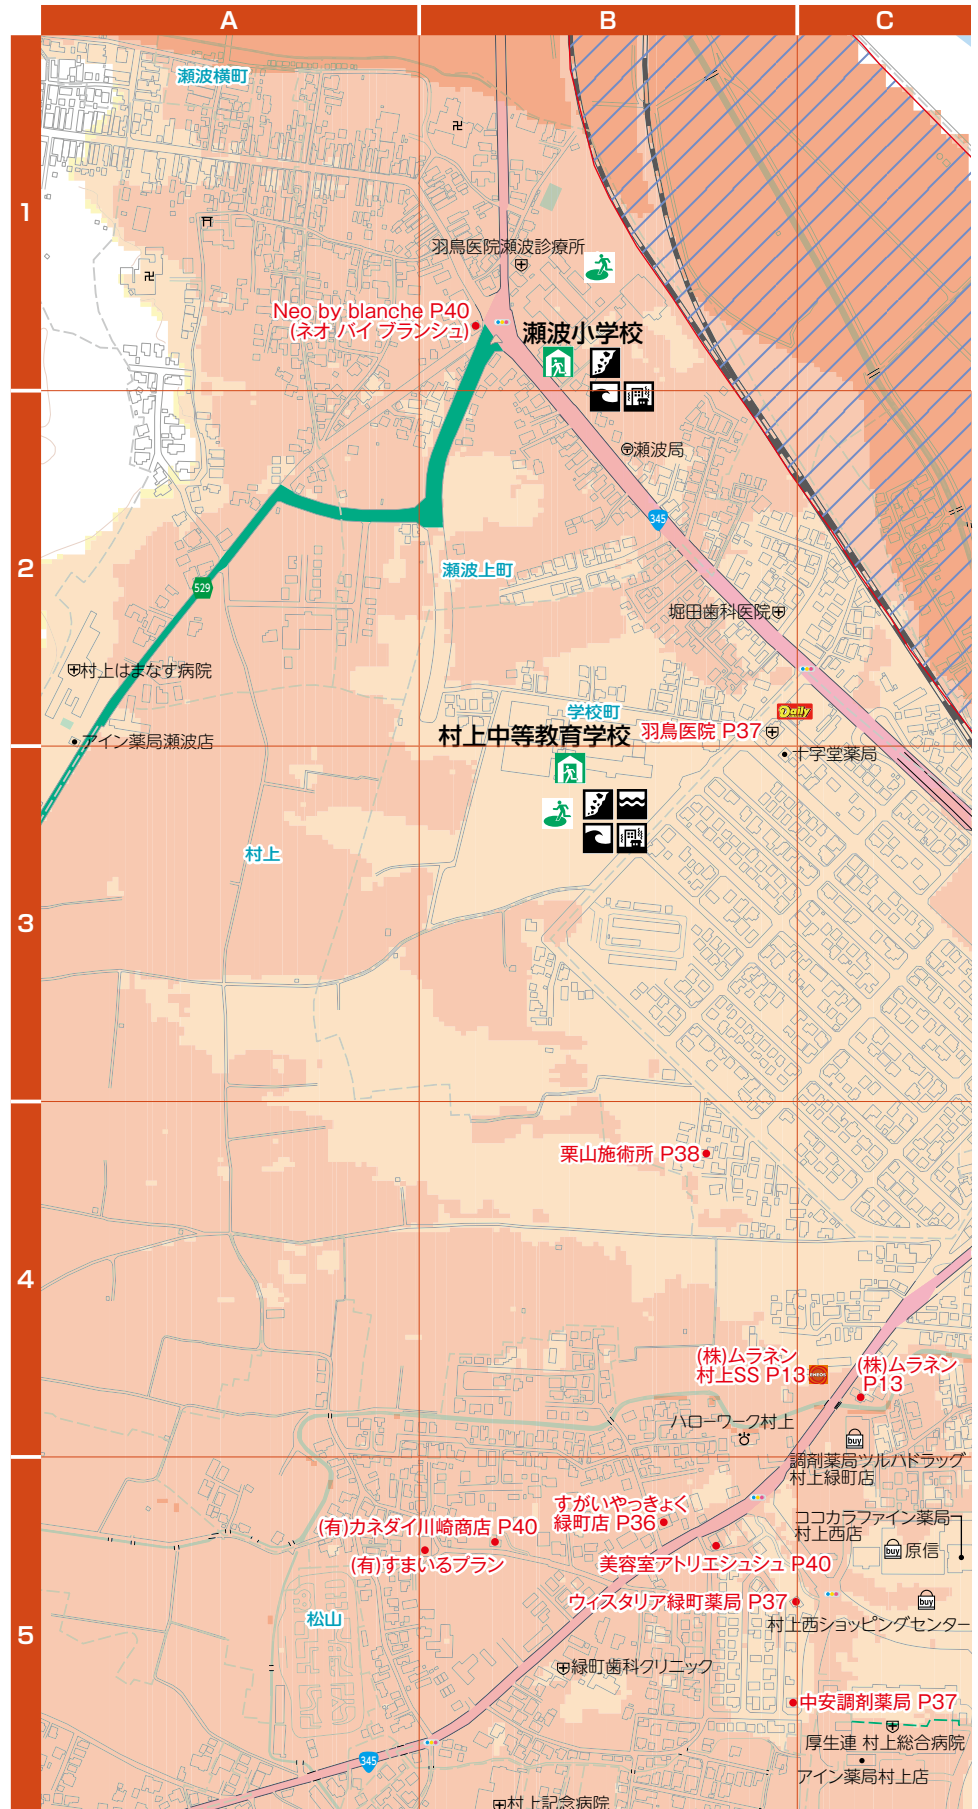 A
B
C
1
2
3
4
5
瀬波横町
羽鳥医院瀬波診療所
Neo by blanche P40
(ネオ バイ ブランシュ)
瀬波小学校
瀬波局
345
瀬波上町
529
堀田歯科医院
村上はまなす病院
学校町
Daily
村上中等教育学校
羽鳥医院 P37
アイン薬局瀬波店
十字堂薬局
村上
栗山施術所 P38
(株)ムラネン
村上SS P13
ENEOS
(株)ムラネン
P13
ハローワーク村上
buy
調剤薬局ツルハドラッグ
村上緑町店
すがいやっきょく
緑町店 P36
ココカラファイン薬局
村上西店
(有)カネダイ川崎商店 P40
buy
原信
(有)すまいるプラン
美容室アトリエシュシュ P40
ウィスタリア緑町薬局 P37
buy
松山
村上西ショッピングセンター
緑町歯科クリニック
中安調剤薬局 P37
厚生連 村上総合病院
345
アイン薬局村上店
村上記念病院